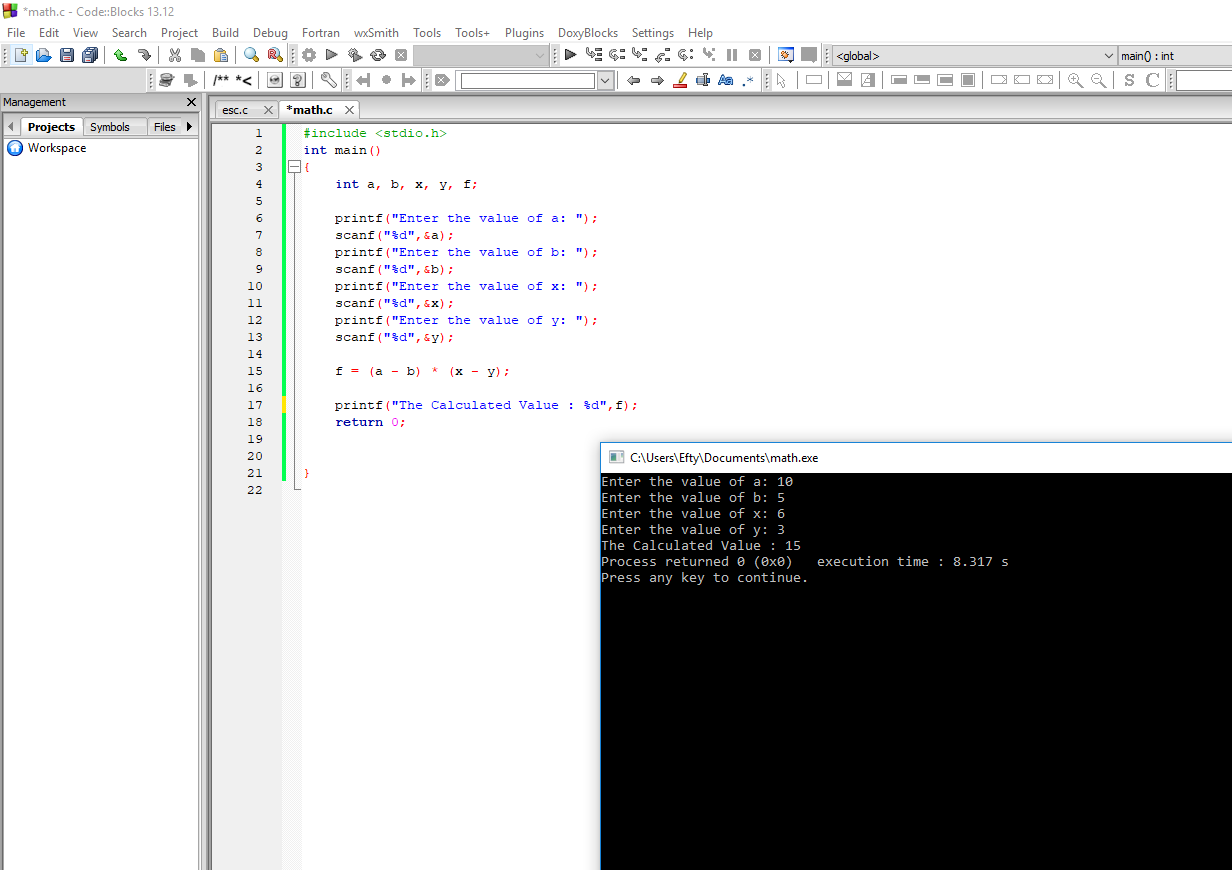 *math.c - Code::Blocks 13.12
File Edit View Search Project Build Debug Fortran wxSmith Tools Tools+ Plugins DoxyBlocks Settings Help
<global> main() : int
/** *< S C
Management
Projects Symbols Files
Workspace
esc.c *math.c
1 #include <stdio.h>
2 int main()
3 {
4 int a, b, x, y, f;
5
6 printf("Enter the value of a: ");
7 scanf("%d",&a);
8 printf("Enter the value of b: ");
9 scanf("%d",&b);
10 printf("Enter the value of x: ");
11 scanf("%d",&x);
12 printf("Enter the value of y: ");
13 scanf("%d",&y);
14
15 f = (a - b) * (x - y);
16
17 printf("The Calculated Value : %d",f);
18 return 0;
19
20
21 }
22
C:\Users\Efty\Documents\math.exe
Enter the value of a: 10
Enter the value of b: 5
Enter the value of x: 6
Enter the value of y: 3
The Calculated Value : 15
Process returned 0 (0x0)   execution time : 8.317 s
Press any key to continue.